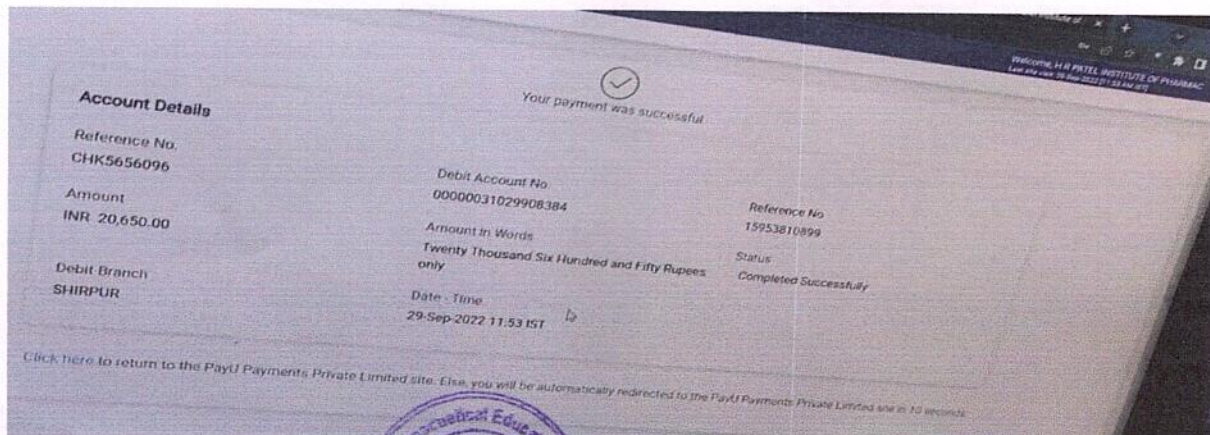 Welcome, H R PATEL INSTITUTE OF PHARMAC
Your payment was successful
Account Details
Reference No.
CHK5656096
Debit Account No
00000031029908384
Reference No
15953810899
Amount
INR 20,650.00
Amount In Words
Twenty Thousand Six Hundred and Fifty Rupees
only
Status
Completed Successfully
Debit Branch
SHIRPUR
Date - Time
29-Sep-2022 11:53 IST
Click here to return to the PayU Payments Private Limited site. Else, you will be automatically redirected to the PayU Payments Private Limited site in 10 seconds.